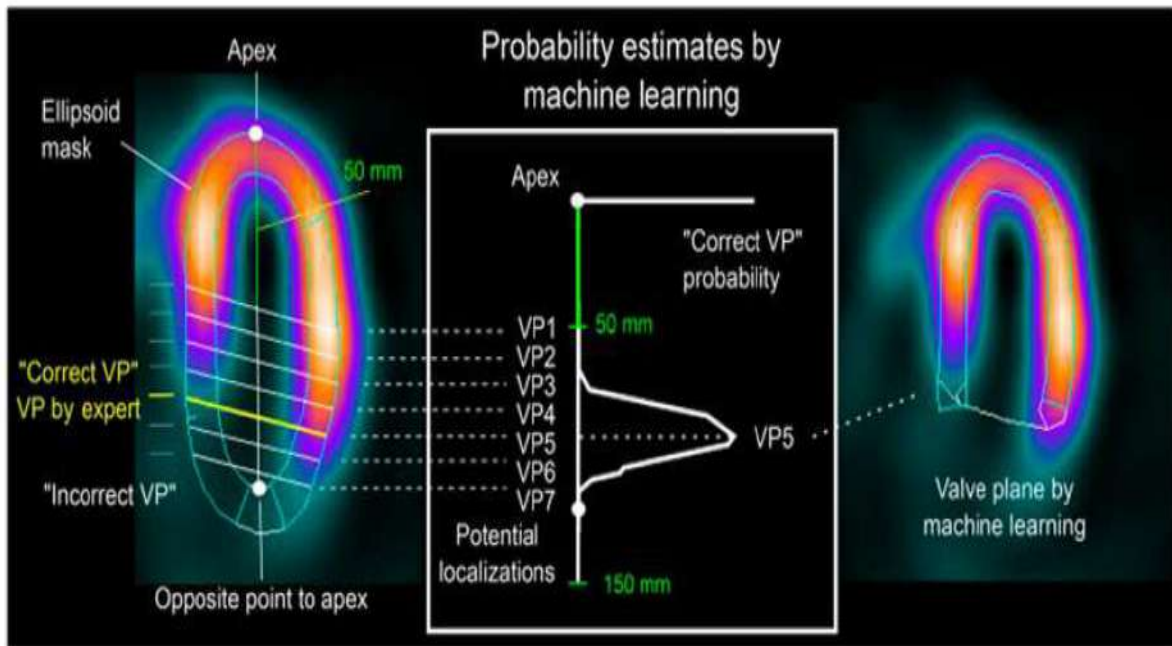 Apex
Ellipsoid
mask
50 mm
"Correct VP"
VP by expert
"Incorrect VP"
Opposite point to apex
Probability estimates by
machine learning
Apex
"Correct VP"
probability
50 mm
VP1
VP2
VP3
VP4
VP5
VP6
VP7
VP5
Potential
localizations
150 mm
Valve plane by
machine learning